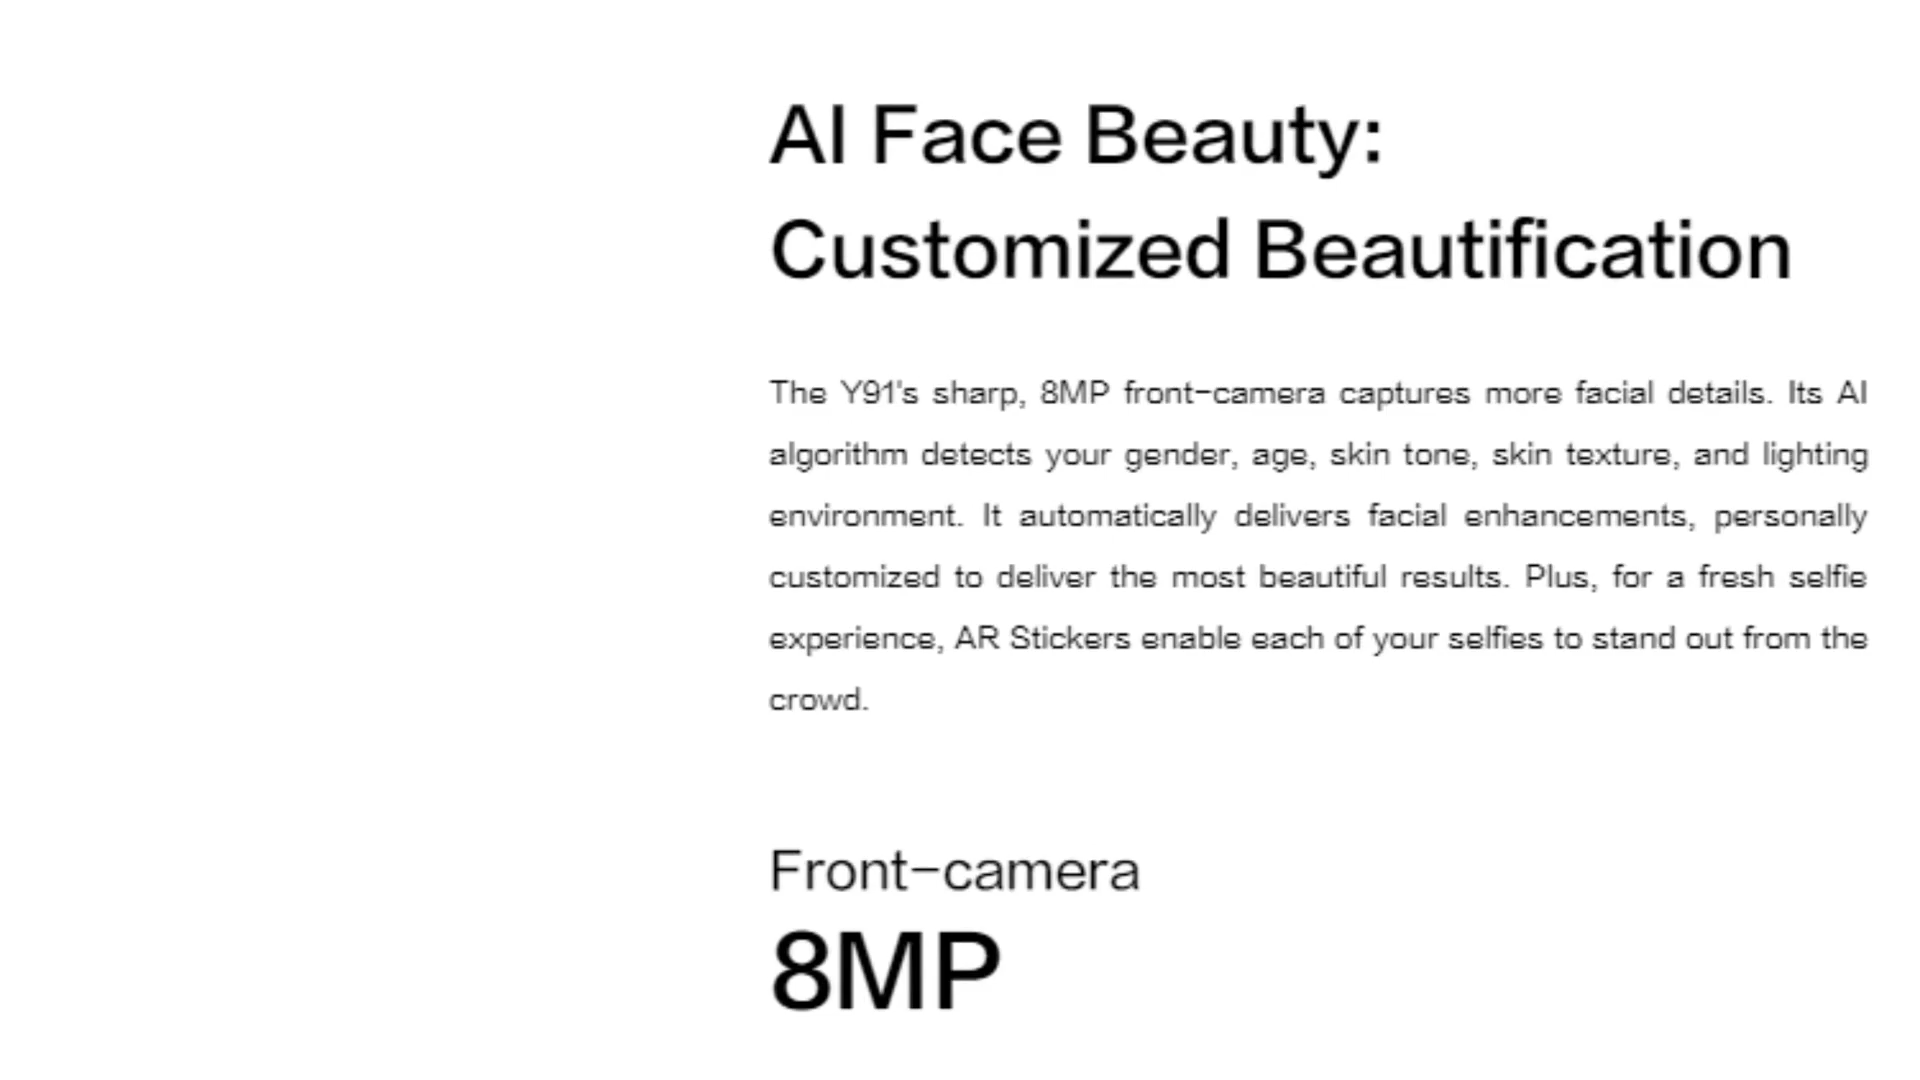 AI Face Beauty:
Customized Beautification
The Y91's sharp, 8MP front-camera captures more facial details. Its AI
algorithm detects your gender, age, skin tone, skin texture, and lighting
environment. It automatically delivers facial enhancements, personally
customized to deliver the most beautiful results. Plus, for a fresh selfie
experience, AR Stickers enable each of your selfies to stand out from the
crowd.
Front-camera
8MP